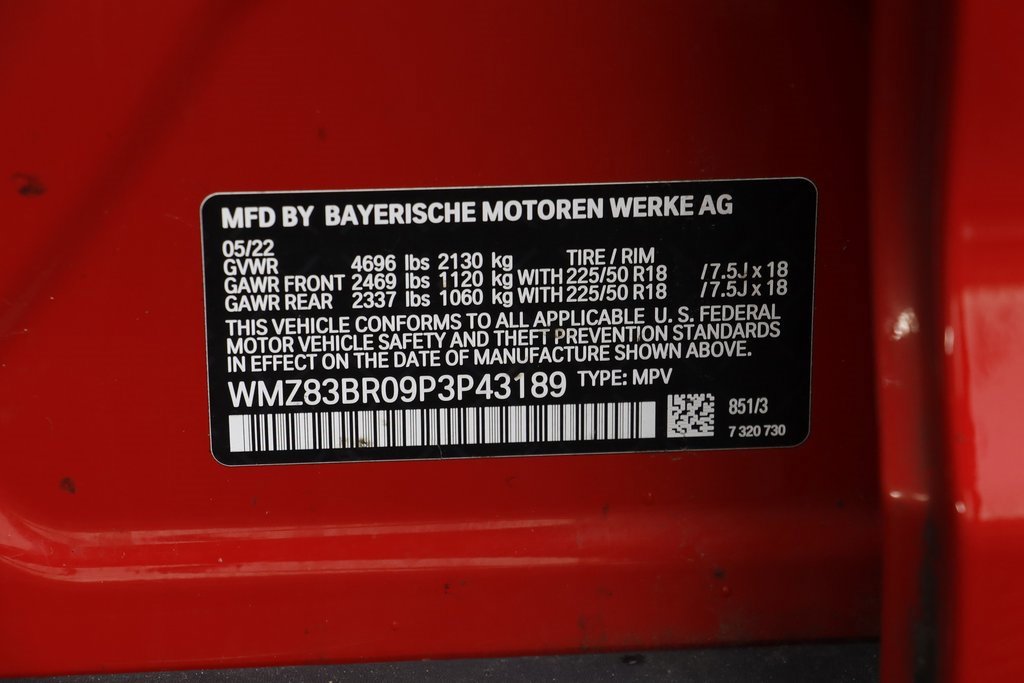 MFD BY BAYERISCHE MOTOREN WERKE AG
05/22
GVWR 4696 lbs 2130 kg TIRE / RIM
GAWR FRONT 2469 lbs 1120 kg WITH 225/50 R18 /7.5J x 18
GAWR REAR 2337 lbs 1060 kg WITH 225/50 R18 /7.5J x 18
THIS VEHICLE CONFORMS TO ALL APPLICABLE U. S. FEDERAL
MOTOR VEHICLE SAFETY AND THEFT PREVENTION STANDARDS
IN EFFECT ON THE DATE OF MANUFACTURE SHOWN ABOVE.
WMZ83BR09P3P43189 TYPE: MPV
851/3
7 320 730